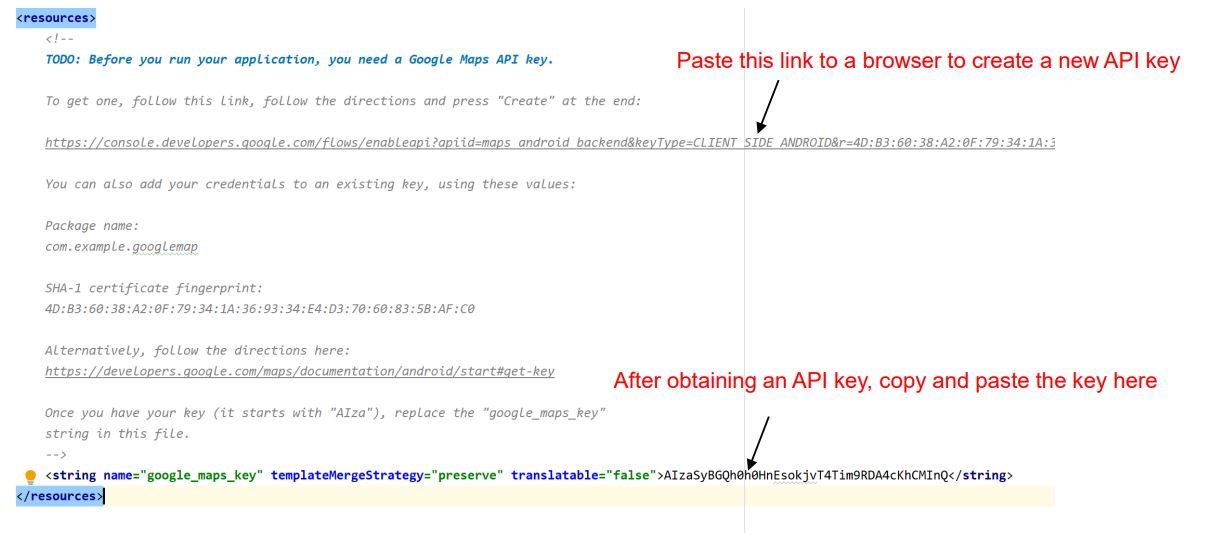 <resources>
<!--
TODO: Before you run your application, you need a Google Maps API key.
Paste this link to a browser to create a new API key
To get one, follow this link, follow the directions and press "Create" at the end:
https://console.developers.google.com/flows/enableapi?apiid=maps_android_backend&keyType=CLIENT_SIDE_ANDROID&r=4D:B3:60:38:A2:0F:79:34:1A:3
You can also add your credentials to an existing key, using these values:
Package name:
com.example.googlemap
SHA-1 certificate fingerprint:
4D:B3:60:38:A2:0F:79:34:1A:36:93:34:E4:D3:70:60:83:5B:AF:C0
Alternatively, follow the directions here:
https://developers.google.com/maps/documentation/android/start#get-key
After obtaining an API key, copy and paste the key here
Once you have your key (it starts with "AIza"), replace the "google_maps_key"
string in this file.
-->
<string name="google_maps_key" templateMergeStrategy="preserve" translatable="false">AIzaSyBGQh0h0HnEsokjvT4Tim9RDA4cKhCMInQ</string>
</resources>